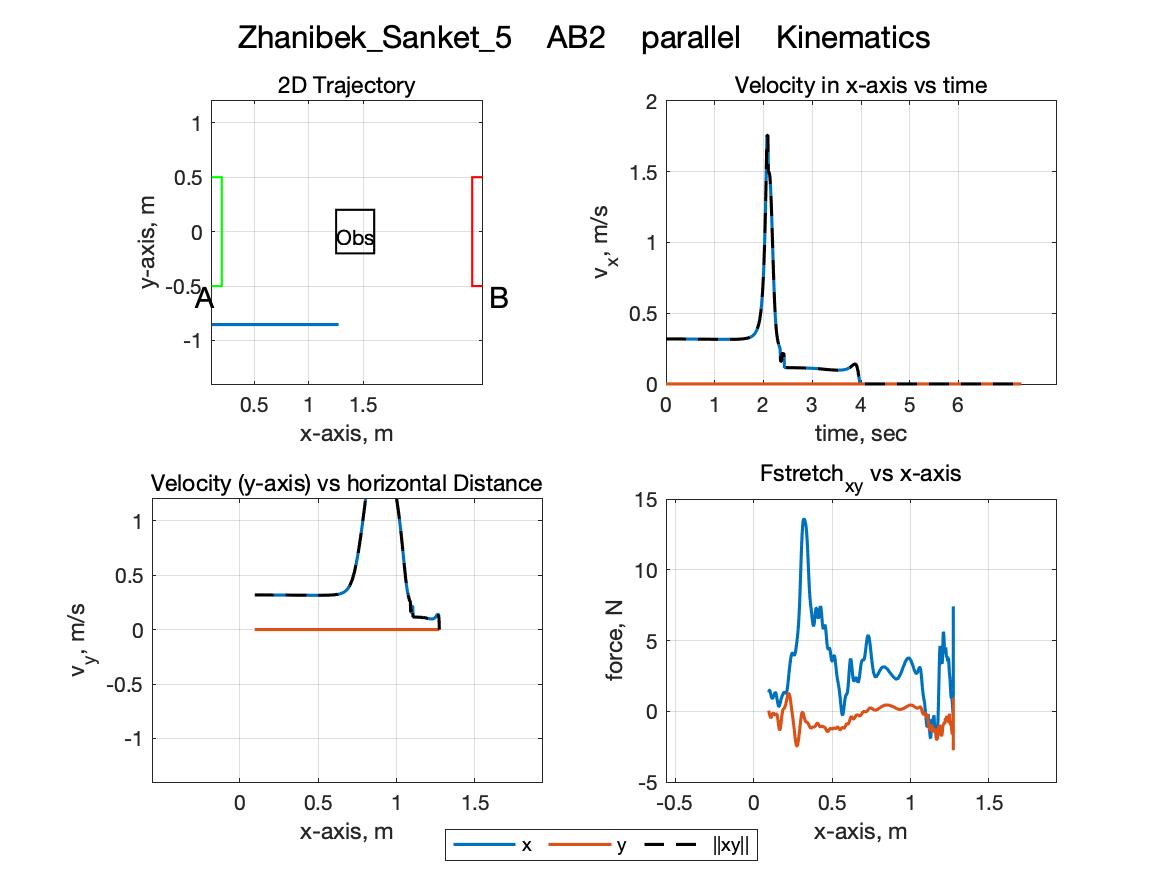 Zhanibek_Sanket_5 AB2 parallel Kinematics
2D Trajectory
y-axis, m
1
0.5
0
-0.5
-1
A
Obs
B
0.5 1 1.5
x-axis, m
Velocity in x-axis vs time
v_x, m/s
2
1.5
1
0.5
0
0 1 2 3 4 5 6
time, sec
Velocity (y-axis) vs horizontal Distance
v_y, m/s
1
0.5
0
-0.5
-1
0 0.5 1 1.5
x-axis, m
Fstretch_xy vs x-axis
force, N
15
10
5
0
-5
-0.5 0 0.5 1 1.5
x-axis, m
x y ||xy||